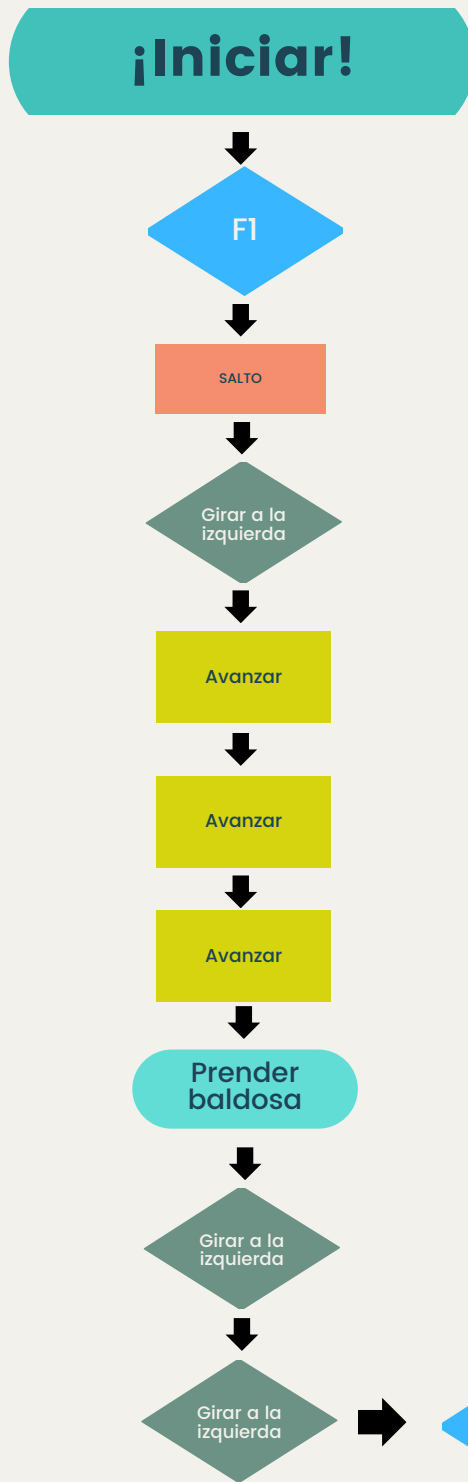 ¡Iniciar!
F1
SALTO
Girar a la
izquierda
Avanzar
Avanzar
Avanzar
Prender
baldosa
Girar a la
izquierda
Girar a la
izquierda